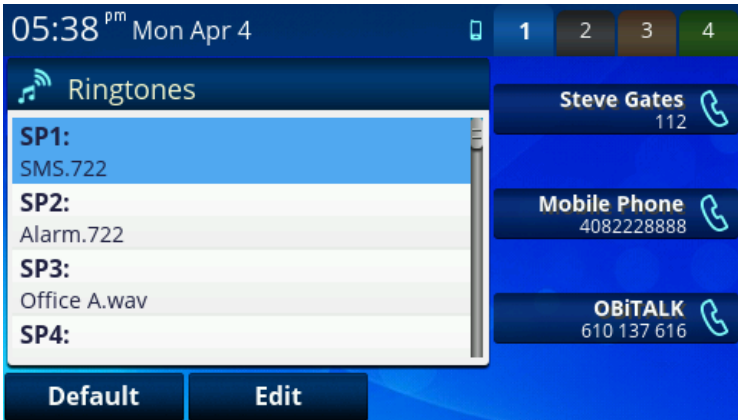 05:38 pm Mon Apr 4
1 2 3 4
Ringtones
SP1:
SMS.722
SP2:
Alarm.722
SP3:
Office A.wav
SP4:
Steve Gates
112
Mobile Phone
4082228888
OBiTALK
610 137 616
Default Edit